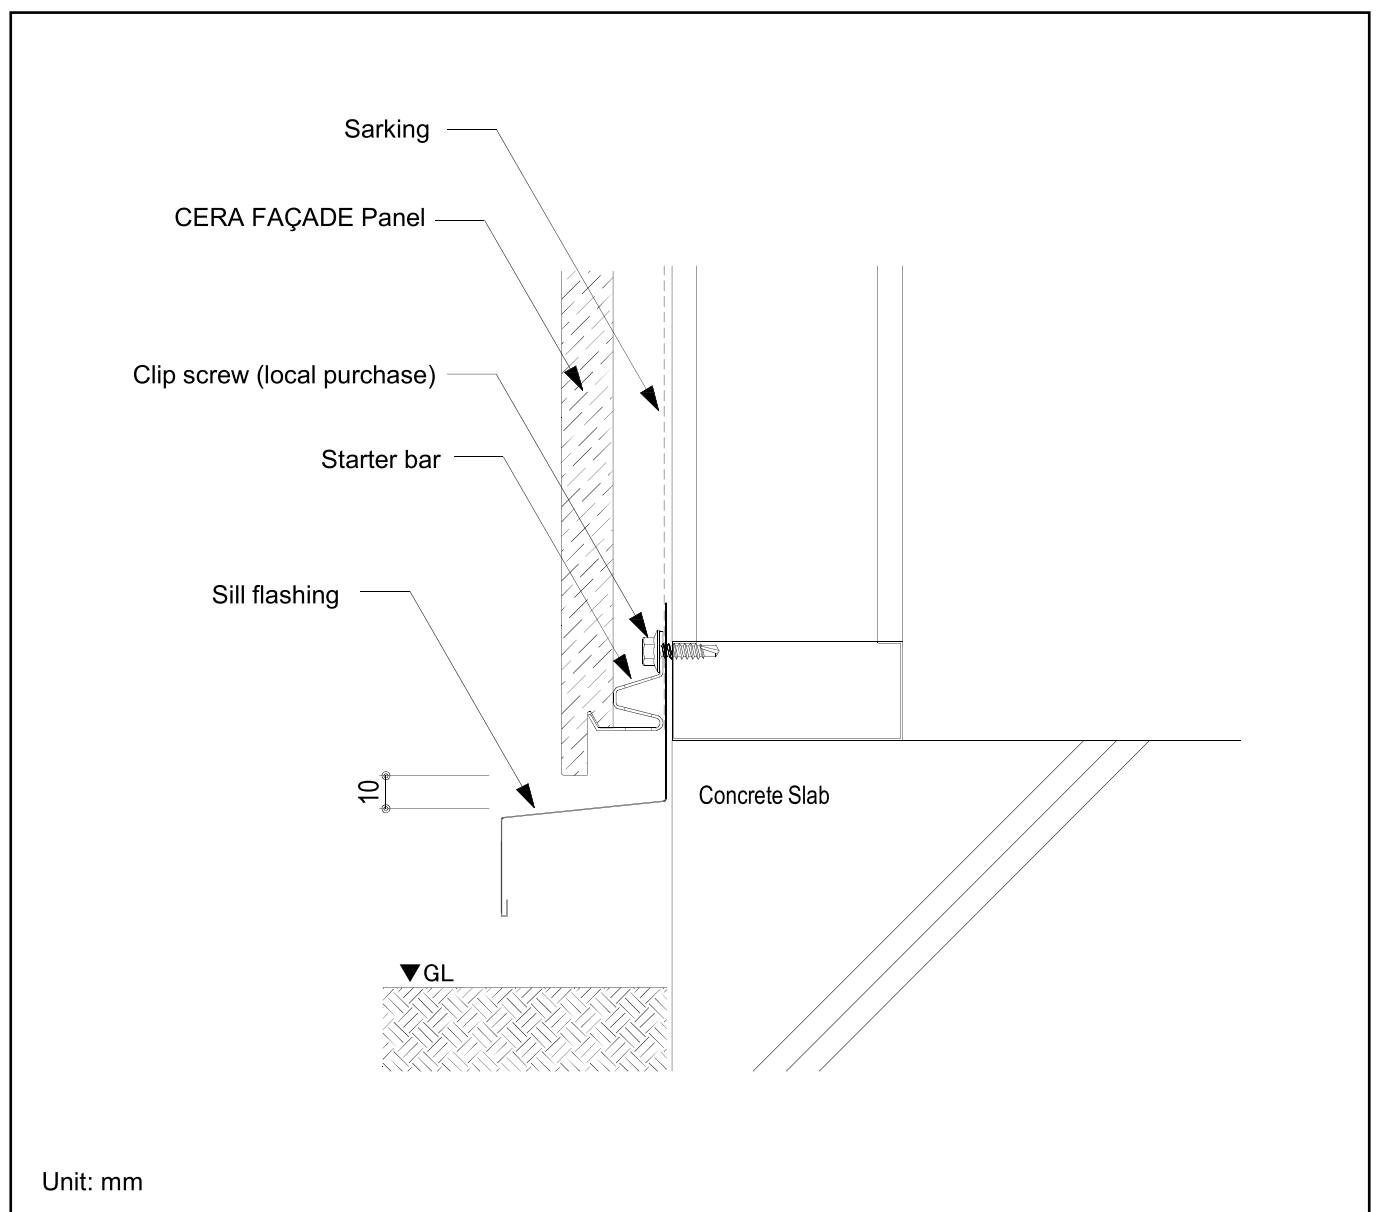 Sarking
CERA FAÇADE Panel
Clip screw (local purchase)
Starter bar
Sill flashing
10
Concrete Slab
GL
Unit: mm